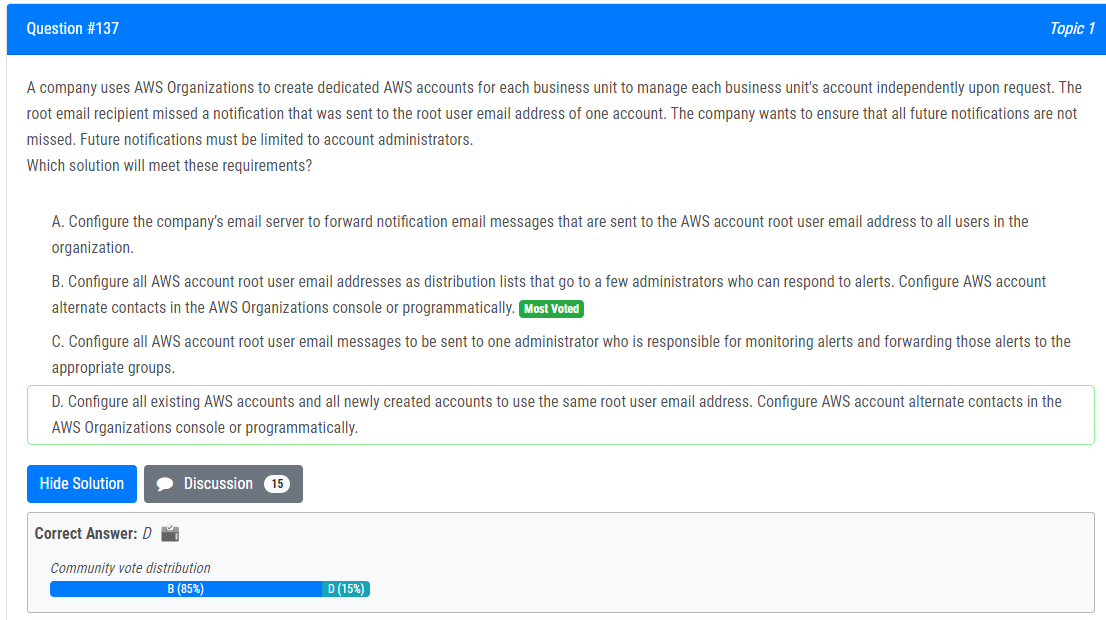 Question #137
Topic 1
A company uses AWS Organizations to create dedicated AWS accounts for each business unit to manage each business unit's account independently upon request. The
root email recipient missed a notification that was sent to the root user email address of one account. The company wants to ensure that all future notifications are not
missed. Future notifications must be limited to account administrators.
Which solution will meet these requirements?
A. Configure the company's email server to forward notification email messages that are sent to the AWS account root user email address to all users in the
organization.
B. Configure all AWS account root user email addresses as distribution lists that go to a few administrators who can respond to alerts. Configure AWS account
alternate contacts in the AWS Organizations console or programmatically. Most Voted
C. Configure all AWS account root user email messages to be sent to one administrator who is responsible for monitoring alerts and forwarding those alerts to the
appropriate groups.
D. Configure all existing AWS accounts and all newly created accounts to use the same root user email address. Configure AWS account alternate contacts in the
AWS Organizations console or programmatically.
Hide Solution
Discussion 15
Correct Answer: D
Community vote distribution
B (85%) D (15%)